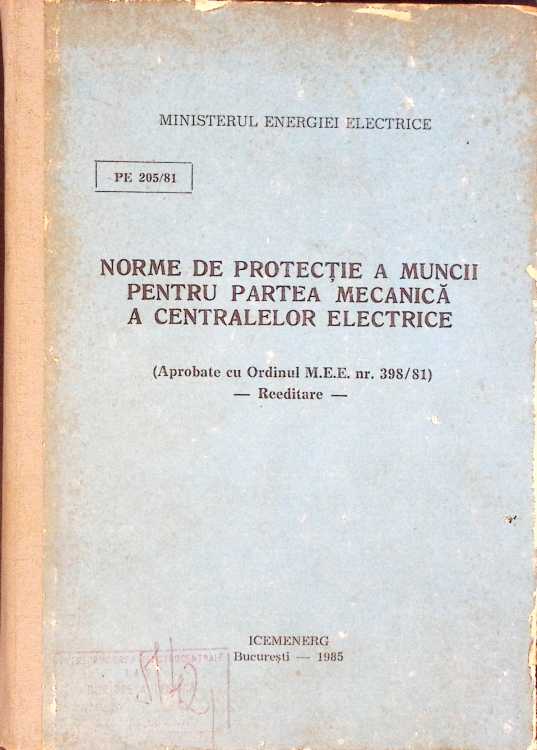 MINISTERUL ENERGIEI ELECTRICE
PE 205/81
NORME DE PROTECȚIE A MUNCII
PENTRU PARTEA MECANICĂ
A CENTRALELOR ELECTRICE
(Aprobate cu Ordinul M.E.E. nr. 398/81)
— Reeditare —
ICEMENERG
București — 1985